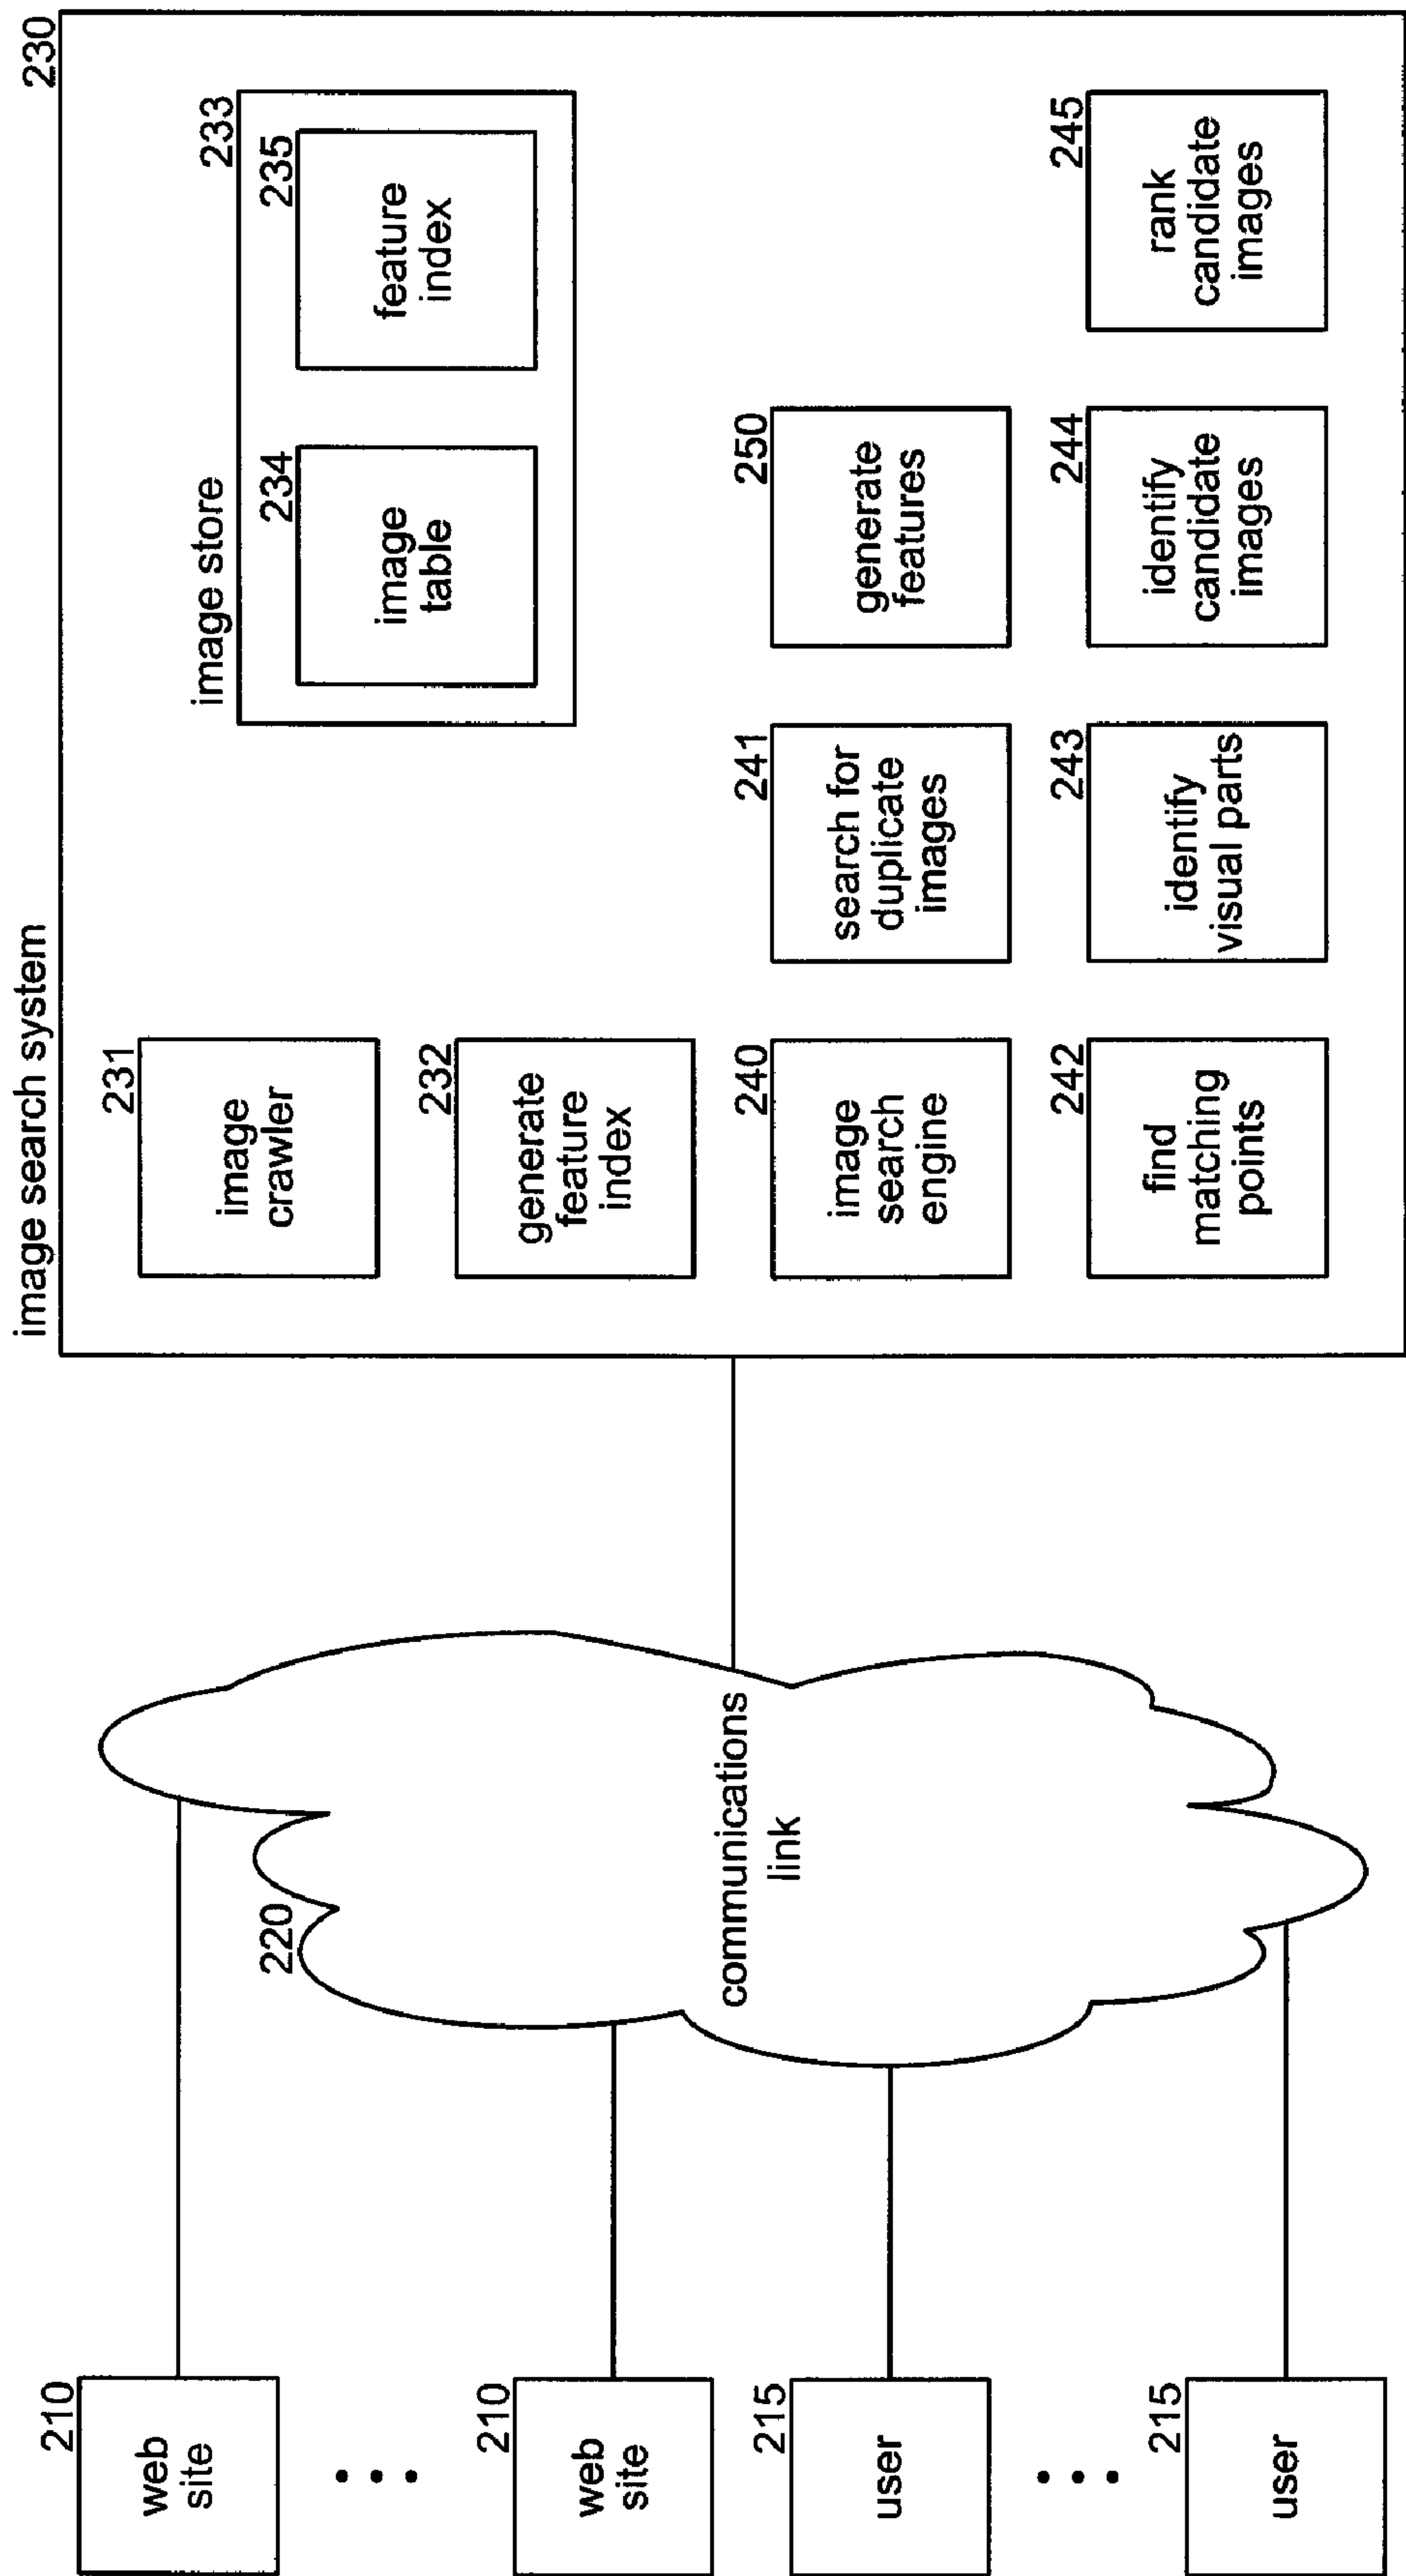 image search system
230
231
image
crawler
image store
233
234
image
table
235
feature
index
232
generate
feature
index
240
image
search
engine
241
search for
duplicate
images
250
generate
features
242
find
matching
points
243
identify
visual parts
244
identify
candidate
images
245
rank
candidate
images
220
communications
link
210
web
site
210
web
site
215
user
215
user